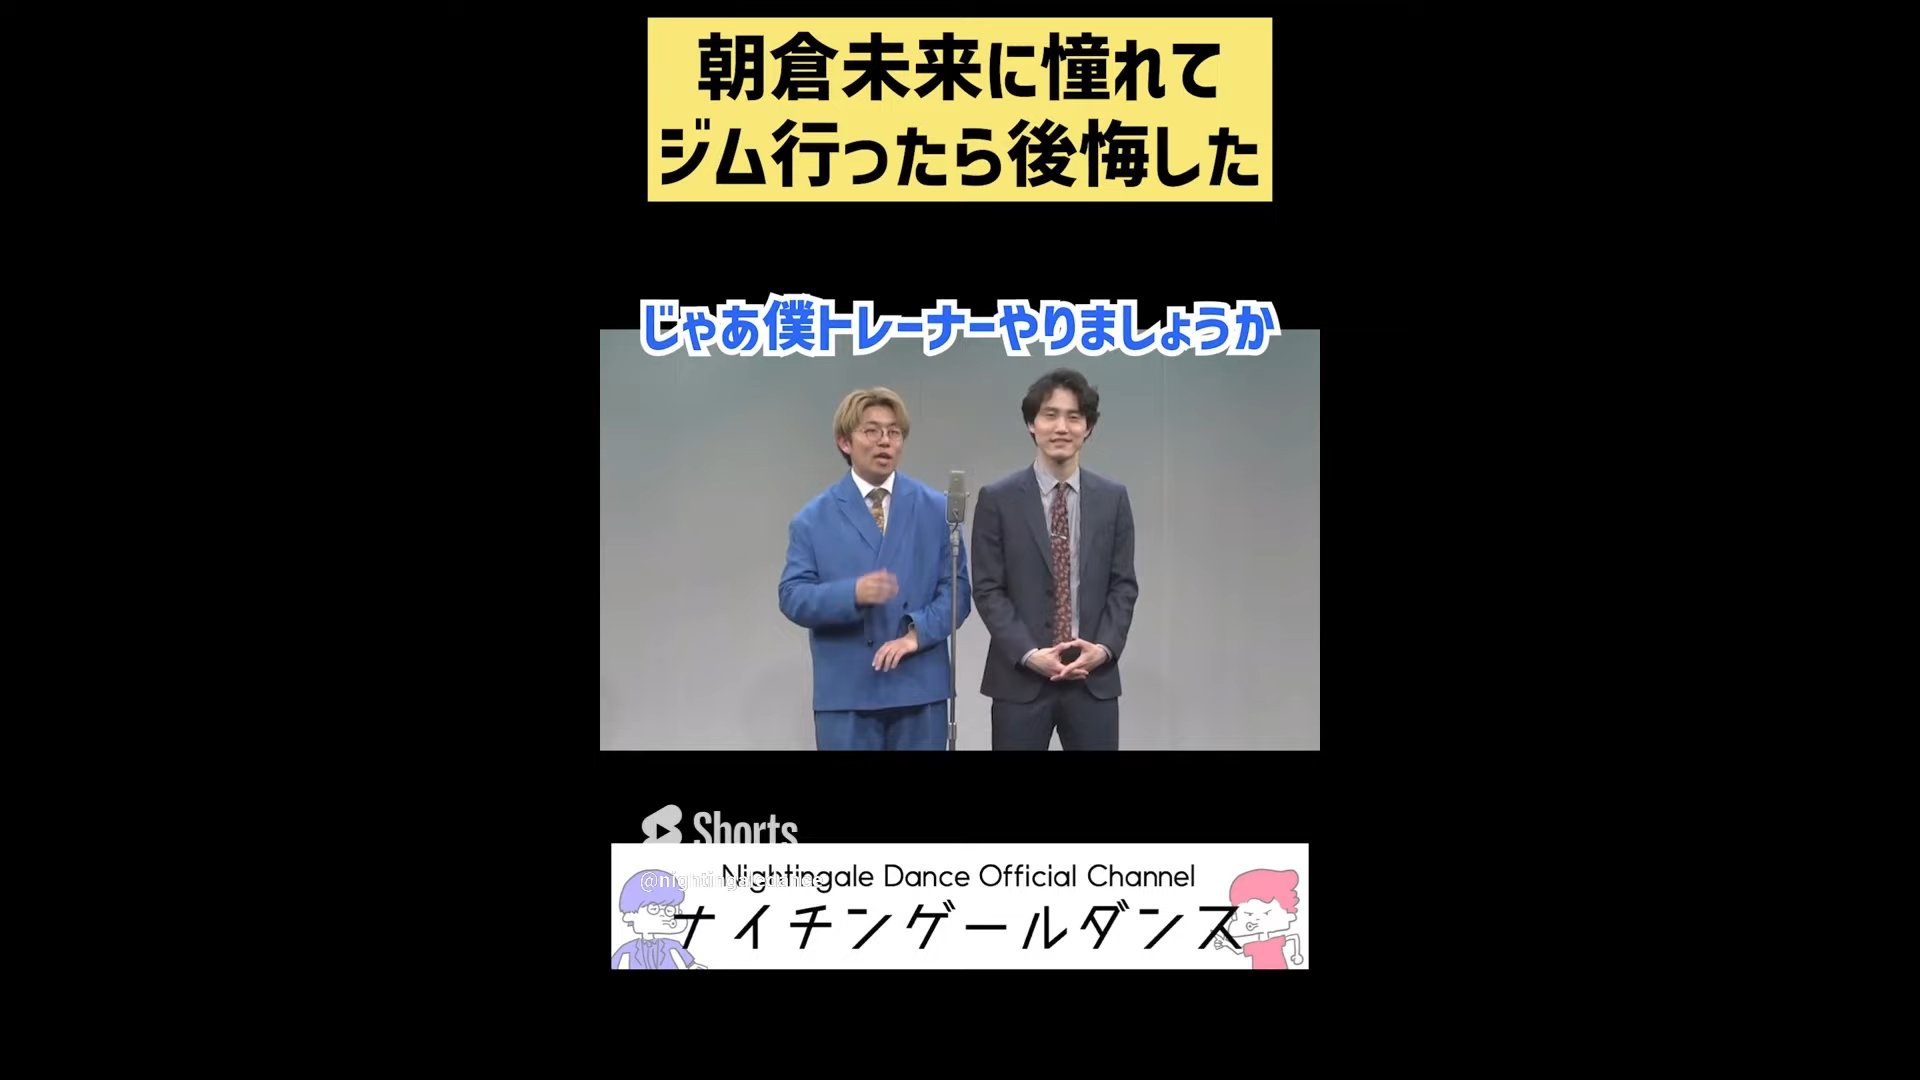 朝倉未来に憧れて
ジム行ったら後悔した
じゃあ僕トレーナーやりましょうか
Shorts
Nightingale Dance Official Channel
@nightingaledance
ナイチンゲールダンス